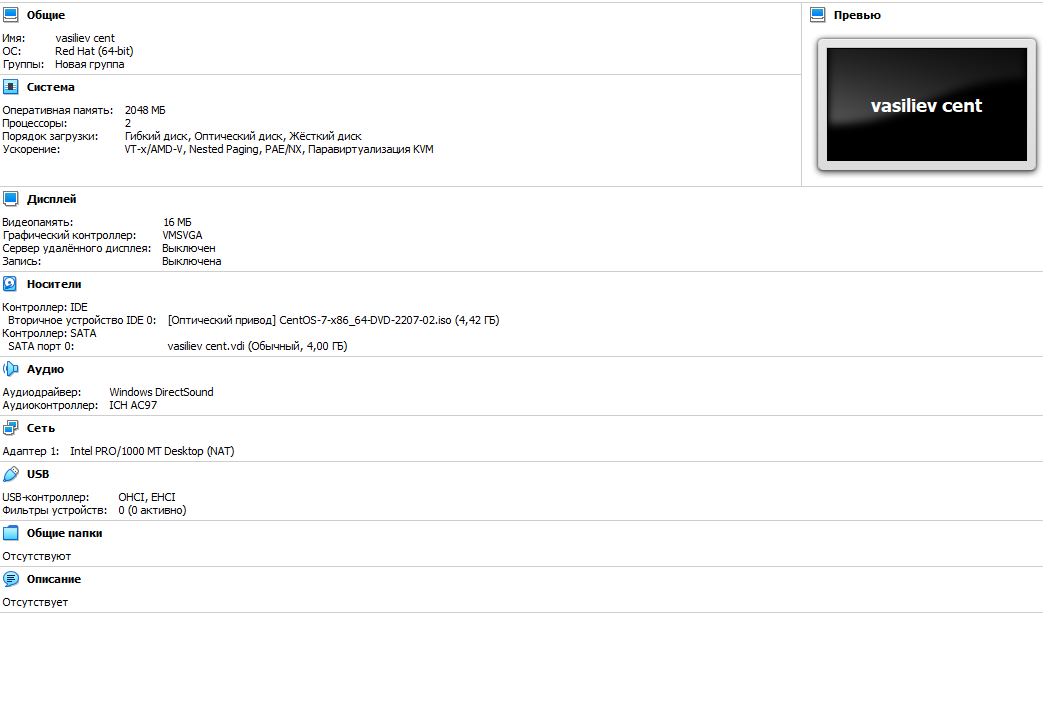 Общие
Имя: vasiliev cent
ОС: Red Hat (64-bit)
Группы: Новая группа
Система
Оперативная память: 2048 МБ
Процессоры: 2
Порядок загрузки: Гибкий диск, Оптический диск, Жёсткий диск
Ускорение: VT-x/AMD-V, Nested Paging, PAE/NX, Паравиртуализация KVM
Превью
vasiliev cent
Дисплей
Видеопамять: 16 МБ
Графический контроллер: VMSVGA
Сервер удалённого дисплея: Выключен
Запись: Выключена
Носители
Контроллер: IDE
Вторичное устройство IDE 0: [Оптический привод] CentOS-7-x86_64-DVD-2207-02.iso (4,42 ГБ)
Контроллер: SATA
SATA порт 0: vasiliev cent.vdi (Обычный, 4,00 ГБ)
Аудио
Аудиодрайвер: Windows DirectSound
Аудиоконтроллер: ICH AC97
Сеть
Адаптер 1: Intel PRO/1000 MT Desktop (NAT)
USB
USB-контроллер: OHCI, EHCI
Фильтры устройств: 0 (0 активно)
Общие папки
Отсутствуют
Описание
Отсутствует